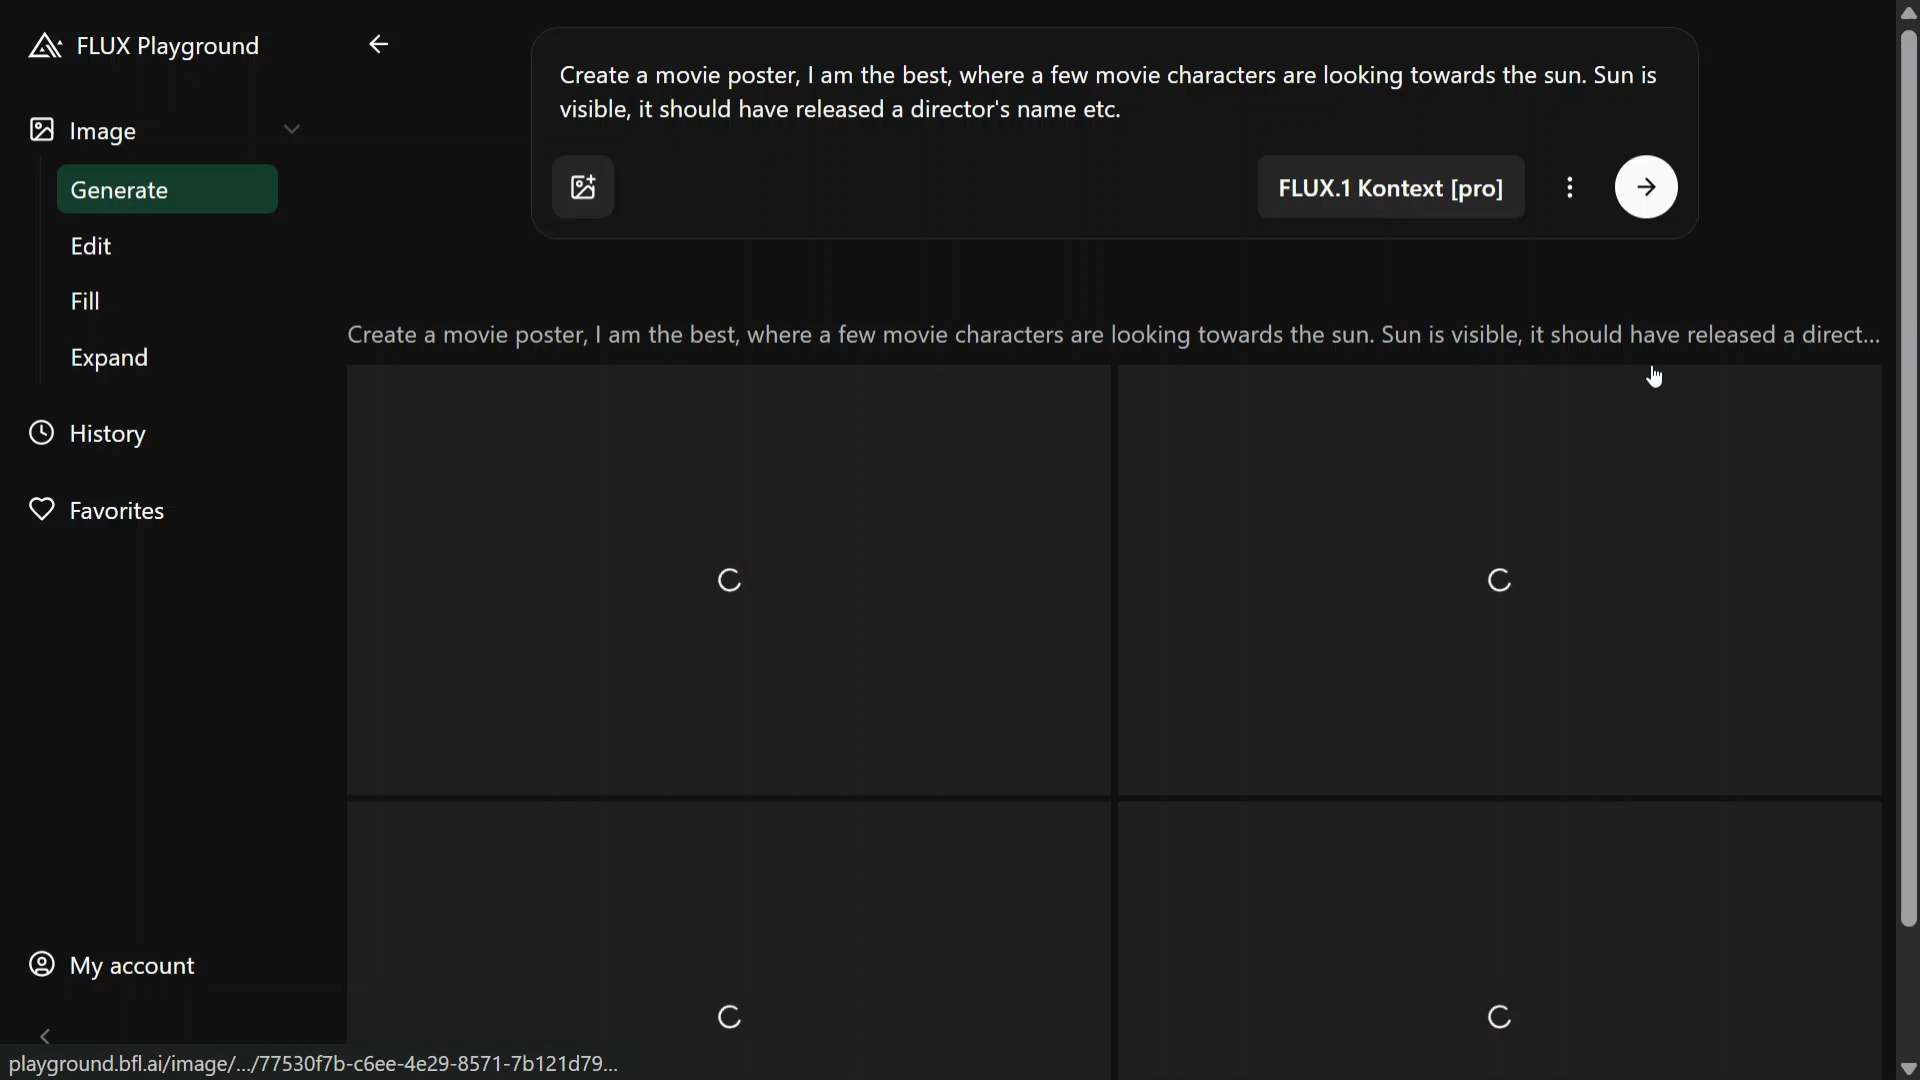 FLUX Playground
Image
Generate
Edit
Fill
Expand
History
Favorites
My account
Create a movie poster, I am the best, where a few movie characters are looking towards the sun. Sun is
visible, it should have released a director's name etc.
FLUX.1 Kontext [pro]
Create a movie poster, I am the best, where a few movie characters are looking towards the sun. Sun is visible, it should have released a direct...
playground.bfl.ai/image/.../77530f7b-c6ee-4e29-8571-7b121d79...